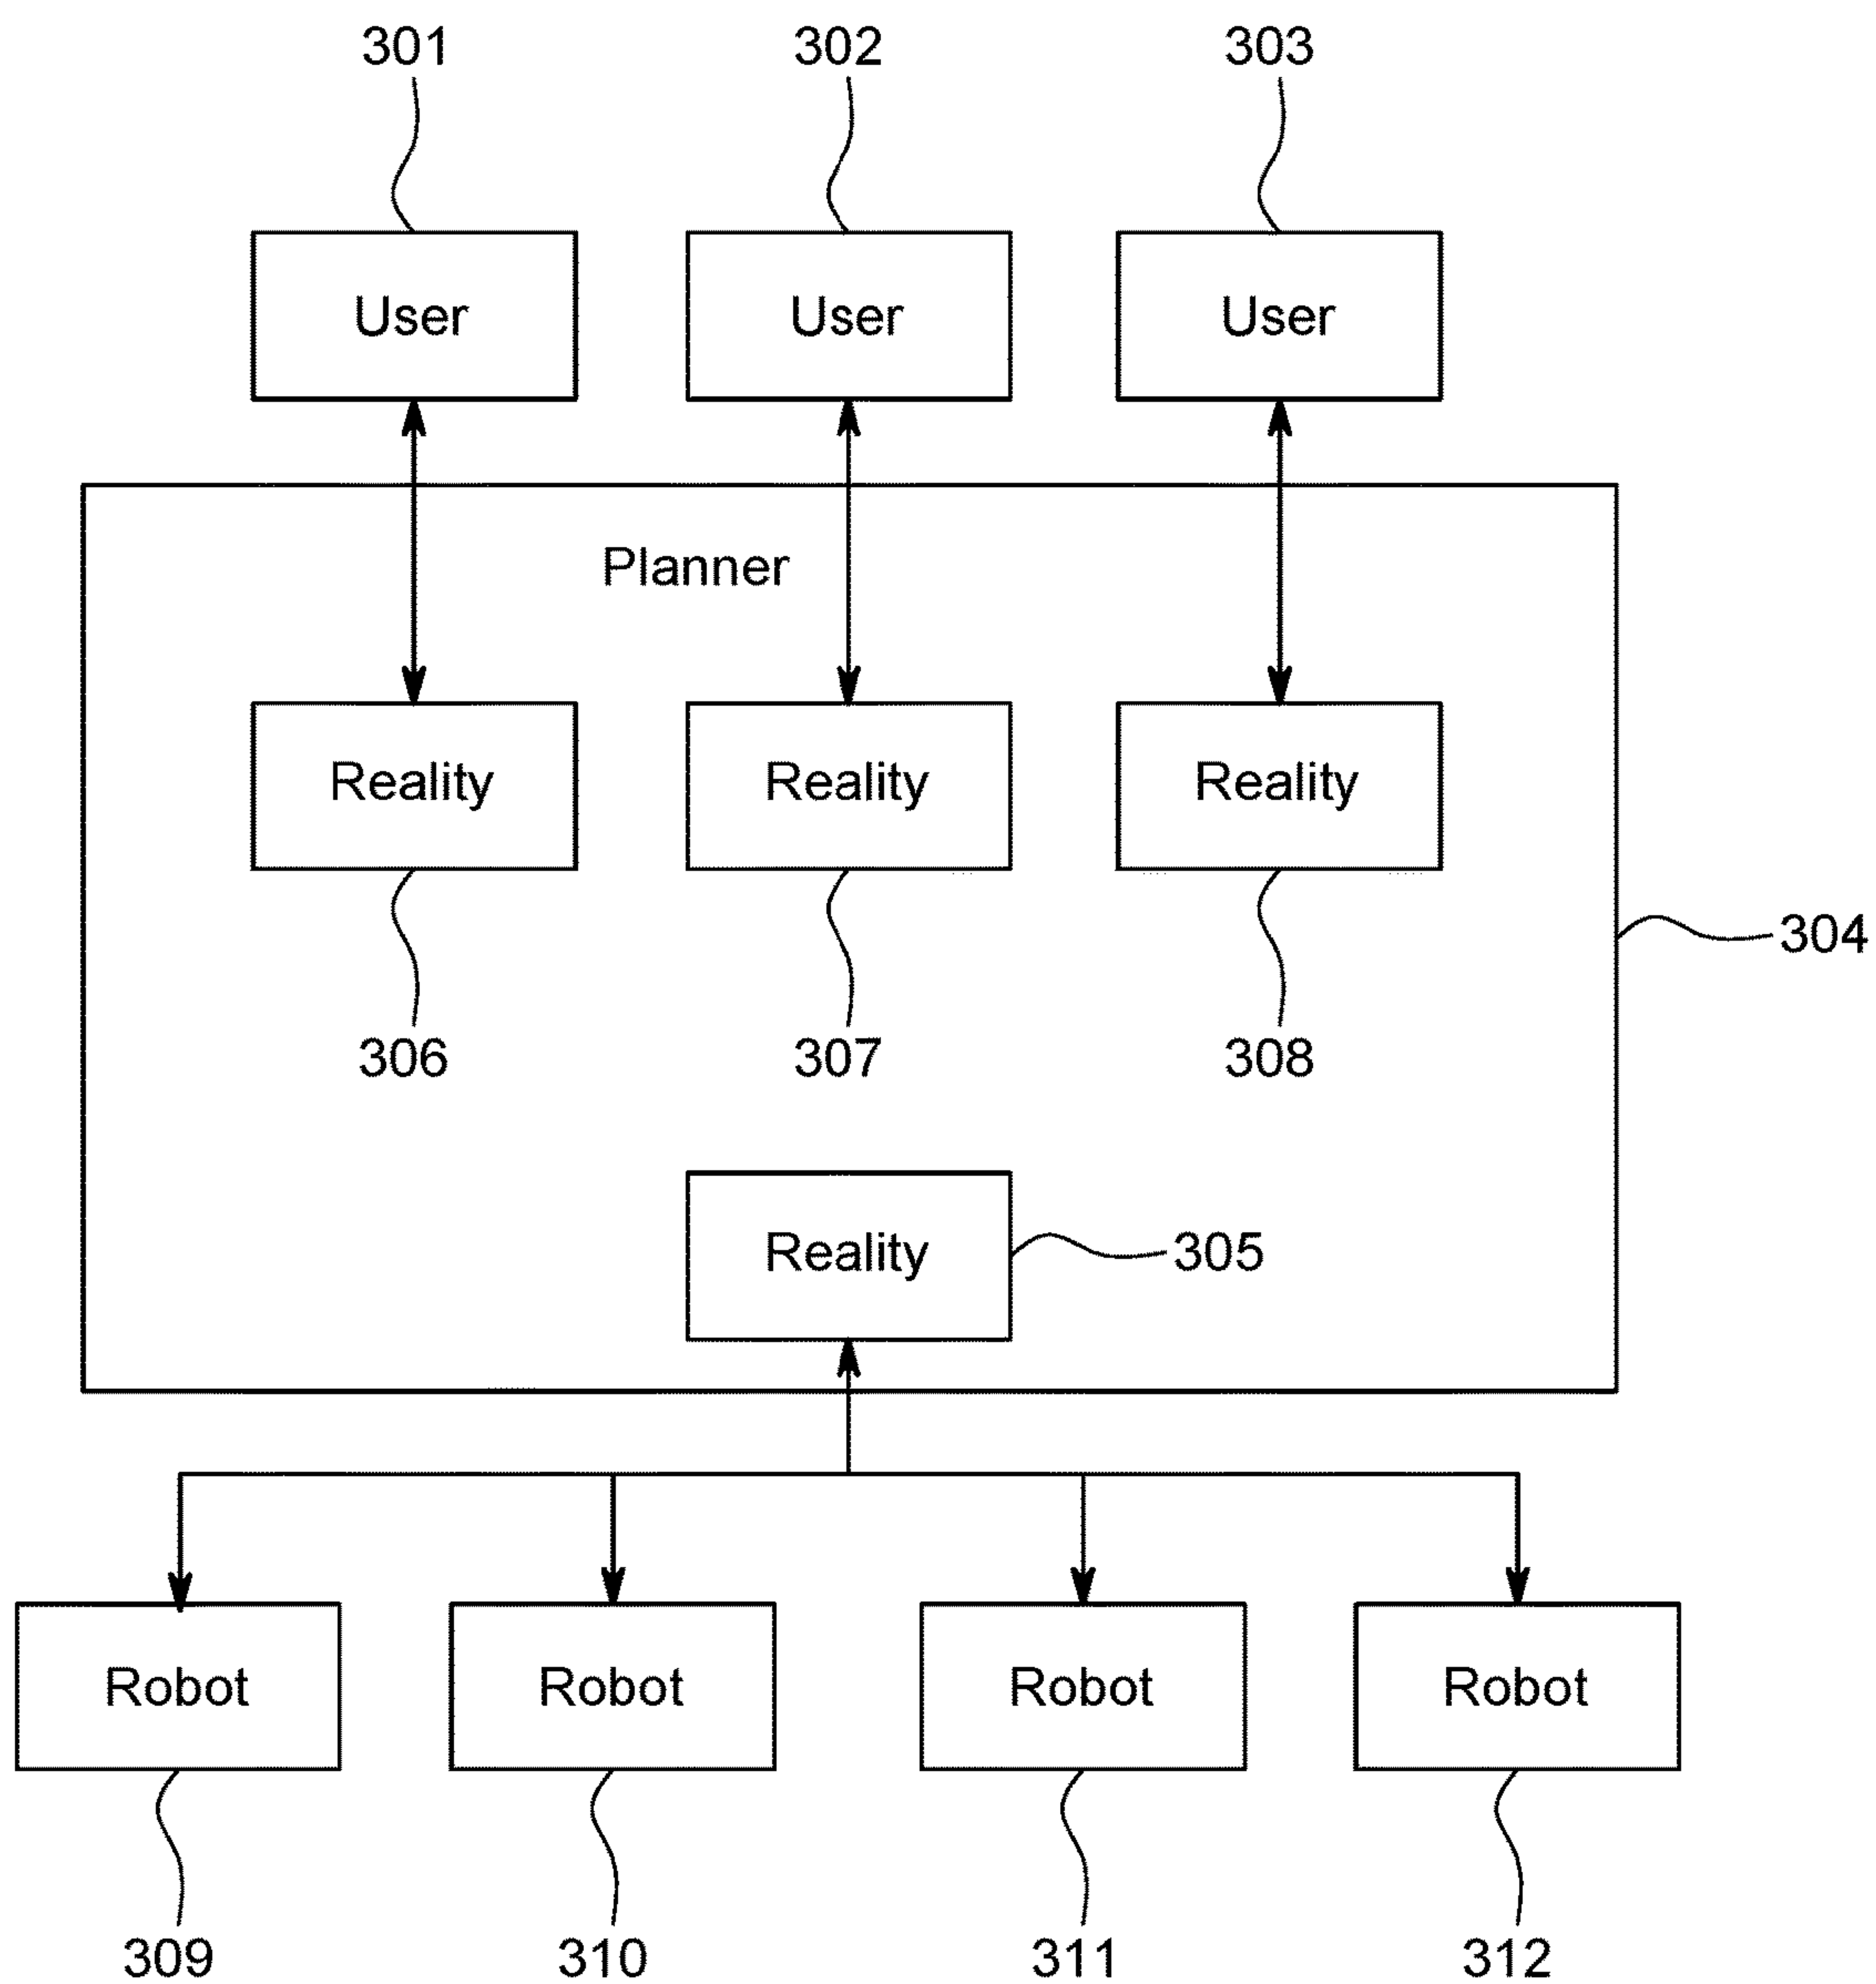 301 302 303
User User User
Planner
Reality Reality Reality
304
306 307 308
Reality 305
Robot Robot Robot Robot
309 310 311 312